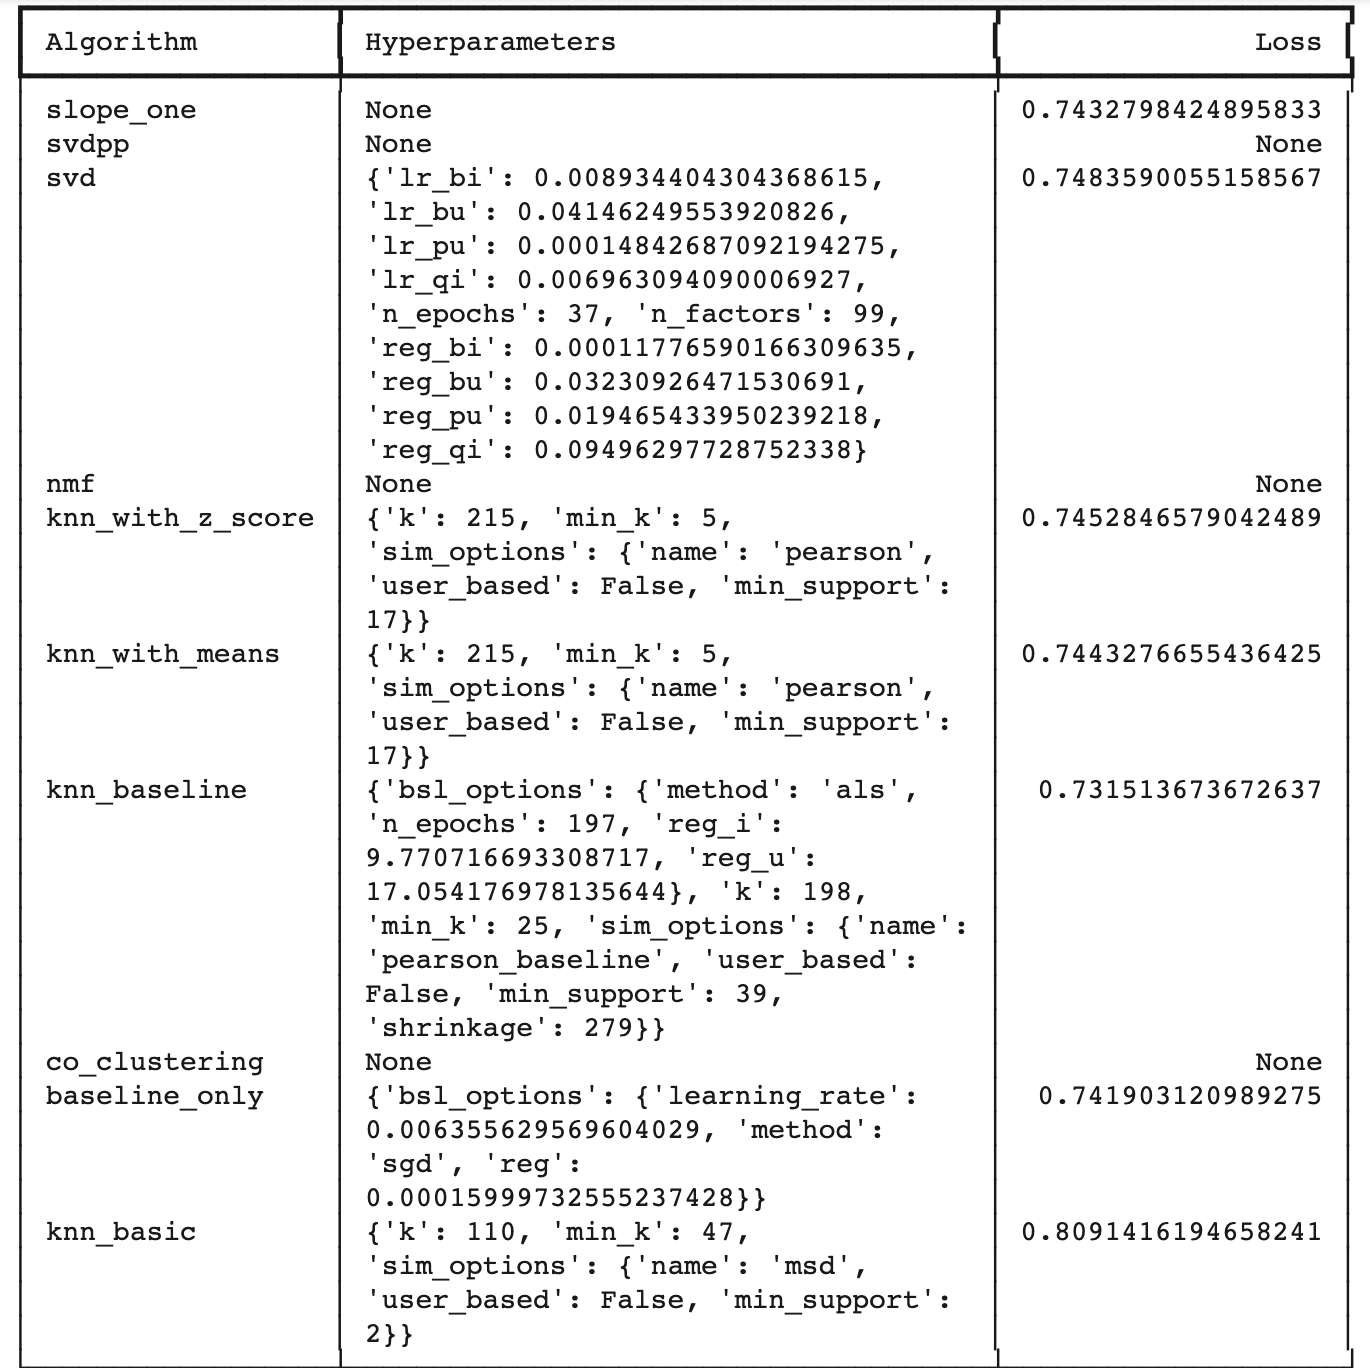 Algorithm Hyperparameters Loss
slope_one None 0.7432798424895833
svdpp None None
svd {'lr_bi': 0.008934404304368615, 0.7483590055158567
'lr_bu': 0.04146249553920826,
'lr_pu': 0.00014842687092194275,
'lr_qi': 0.006963094090006927,
'n_epochs': 37, 'n_factors': 99,
'reg_bi': 0.00011776590166309635,
'reg_bu': 0.03230926471530691,
'reg_pu': 0.019465433950239218,
'reg_qi': 0.09496297728752338}
nmf None None
knn_with_z_score {'k': 215, 'min_k': 5, 0.7452846579042489
'sim_options': {'name': 'pearson',
'user_based': False, 'min_support':
17}}
knn_with_means {'k': 215, 'min_k': 5, 0.7443276655436425
'sim_options': {'name': 'pearson',
'user_based': False, 'min_support':
17}}
knn_baseline {'bsl_options': {'method': 'als', 0.731513673672637
'n_epochs': 197, 'reg_i':
9.770716693308717, 'reg_u':
17.054176978135644}, 'k': 198,
'min_k': 25, 'sim_options': {'name':
'pearson_baseline', 'user_based':
False, 'min_support': 39,
'shrinkage': 279}}
co_clustering None None
baseline_only {'bsl_options': {'learning_rate': 0.741903120989275
0.006355629569604029, 'method':
'sgd', 'reg':
0.00015999732555237428}}
knn_basic {'k': 110, 'min_k': 47, 0.8091416194658241
'sim_options': {'name': 'msd',
'user_based': False, 'min_support':
2}}